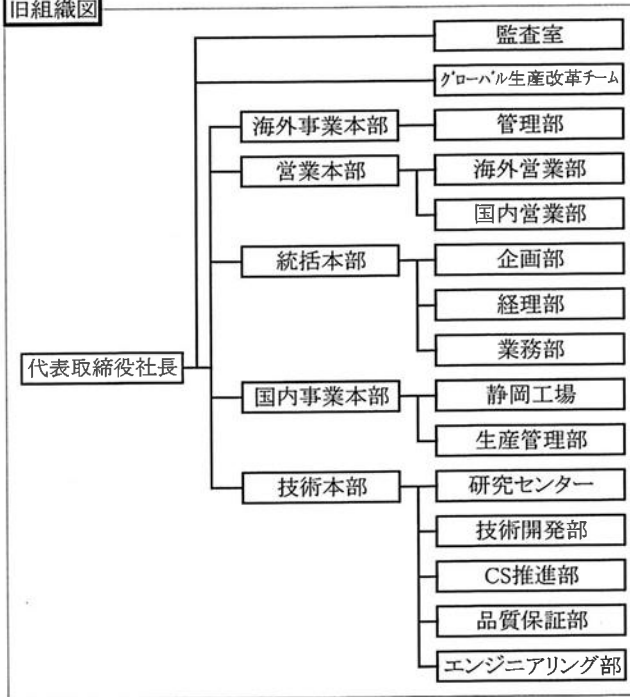 旧組織図
監査室
グローバル生産改革チーム
海外事業本部
管理部
営業本部
海外営業部
国内営業部
統括本部
企画部
経理部
業務部
代表取締役社長
国内事業本部
静岡工場
生産管理部
技術本部
研究センター
技術開発部
CS推進部
品質保証部
エンジニアリング部